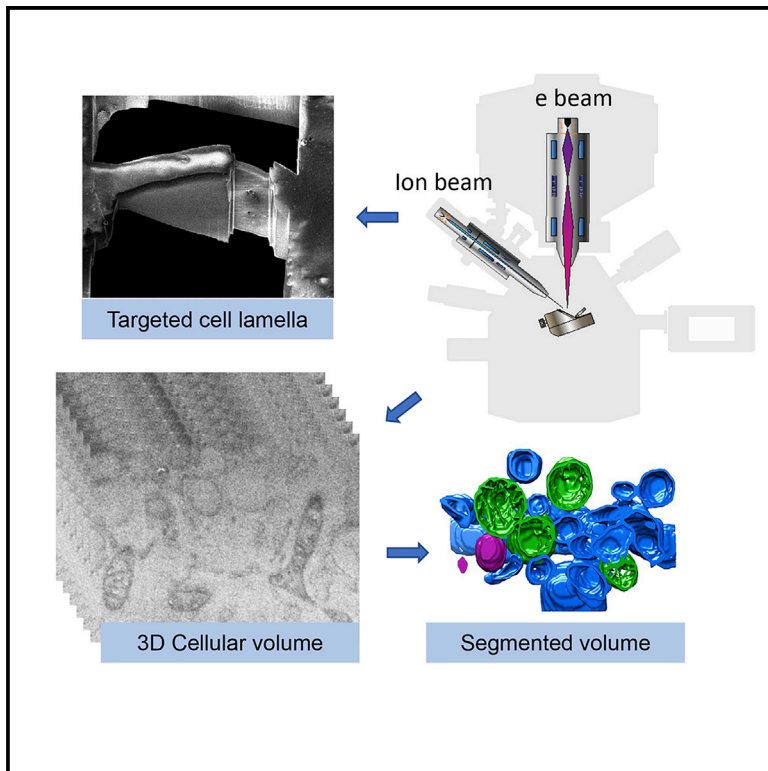 e beam
Ion beam
Targeted cell lamella
3D Cellular volume
Segmented volume